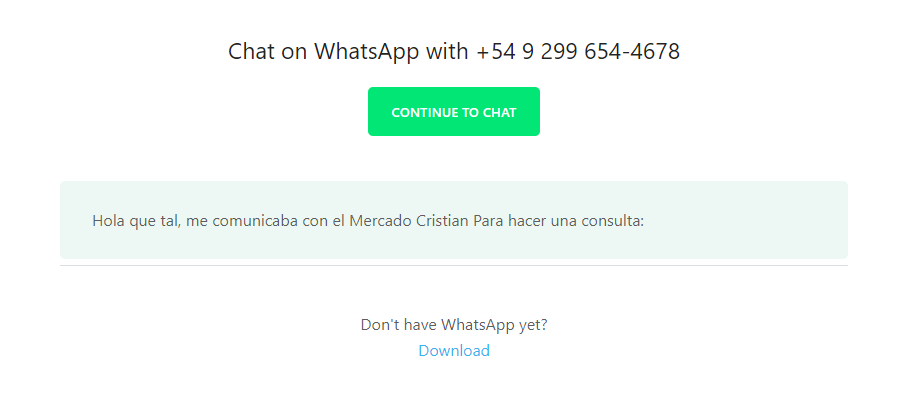 Chat on WhatsApp with +54 9 299 654-4678
CONTINUE TO CHAT
Hola que tal, me comunicaba con el Mercado Cristian Para hacer una consulta:
Don't have WhatsApp yet?
Download